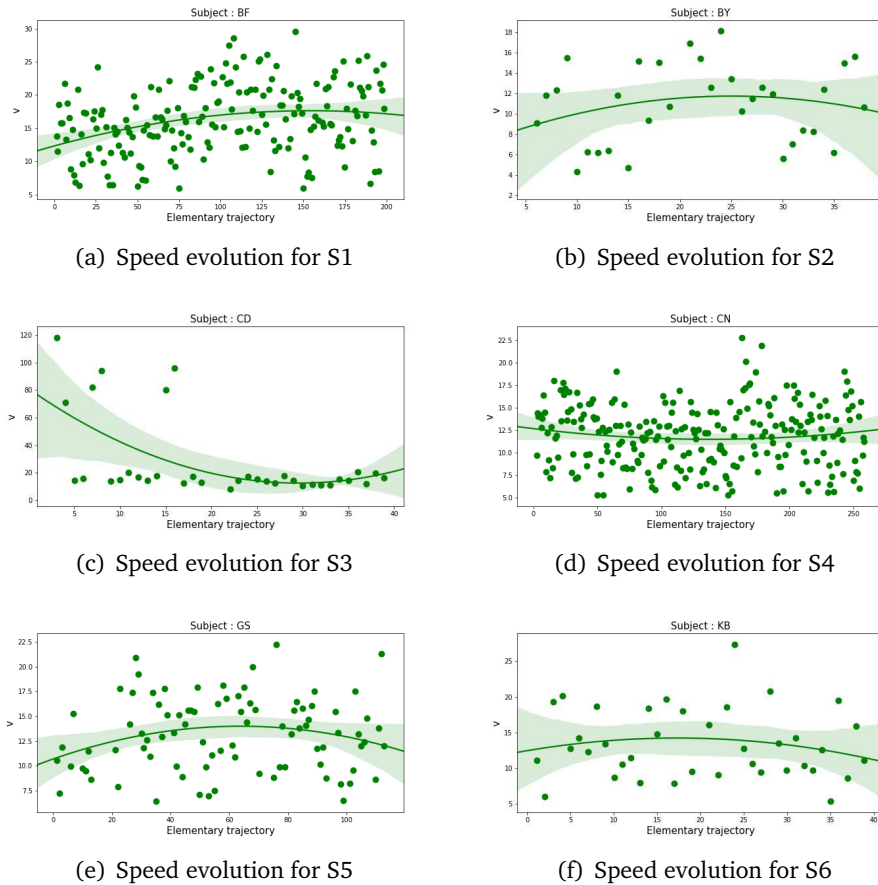 Subject : BF
30
25
20
15
10
5
v
0 25 50 75 100 125 150 175 200
Elementary trajectory
(a) Speed evolution for S1
Subject : BY
18
16
14
12
10
8
6
4
2
v
5 10 15 20 25 30 35
Elementary trajectory
(b) Speed evolution for S2
Subject : CD
120
100
80
60
40
20
0
v
0 5 10 15 20 25 30 35 40
Elementary trajectory
(c) Speed evolution for S3
Subject : CN
22.5
20.0
17.5
15.0
12.5
10.0
7.5
5.0
v
0 50 100 150 200 250
Elementary trajectory
(d) Speed evolution for S4
Subject : GS
22.5
20.0
17.5
15.0
12.5
10.0
7.5
v
0 20 40 60 80 100
Elementary trajectory
(e) Speed evolution for S5
Subject : KB
25
20
15
10
5
v
0 5 10 15 20 25 30 35 40
Elementary trajectory
(f) Speed evolution for S6